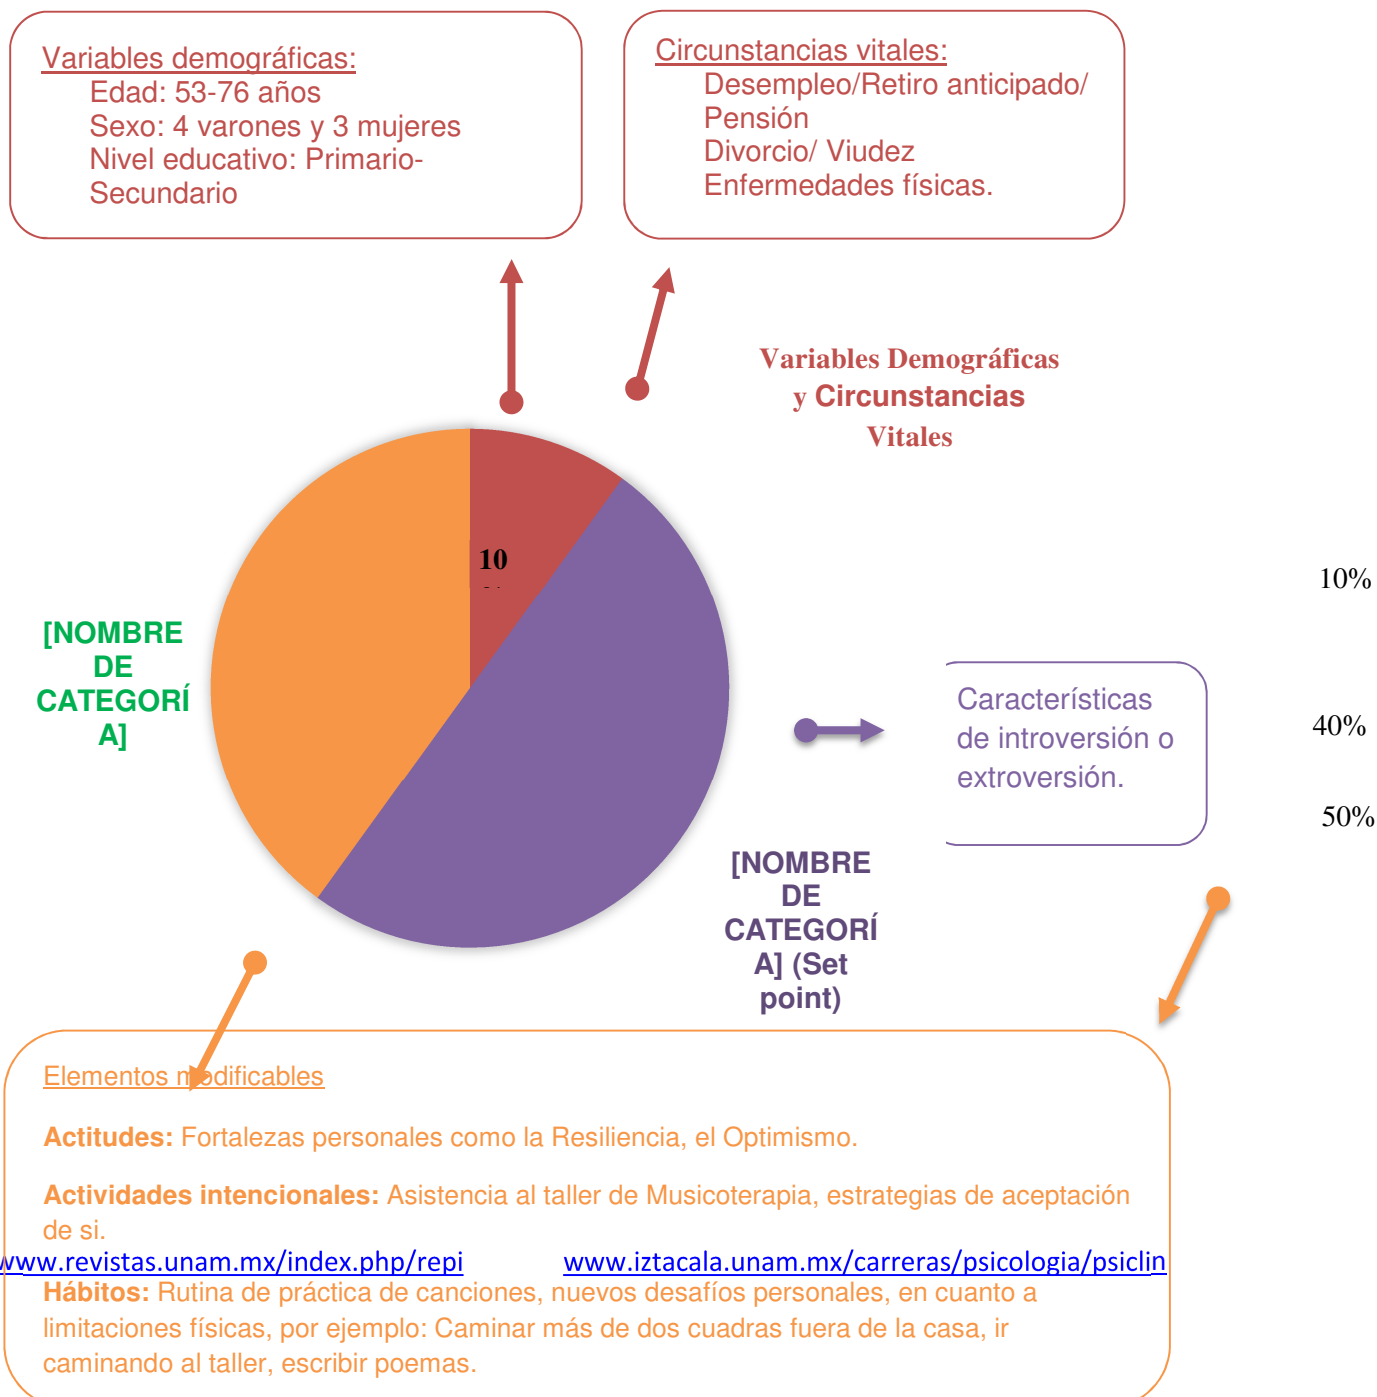 Variables demográficas:
Edad: 53-76 años
Sexo: 4 varones y 3 mujeres
Nivel educativo: Primario-
Secundario
Circunstancias vitales:
Desempleo/Retiro anticipado/
Pensión
Divorcio/ Viudez
Enfermedades físicas.
Variables Demográficas
y Circunstancias
Vitales
10
10%
[NOMBRE
DE
CATEGORÍ
A]
Características
de introversión o
extroversión.
40%
50%
[NOMBRE
DE
CATEGORÍ
A] (Set
point)
Elementos modificables
Actitudes: Fortalezas personales como la Resiliencia, el Optimismo.
Actividades intencionales: Asistencia al taller de Musicoterapia, estrategias de aceptación
de si.
www.revistas.unam.mx/index.php/repi www.iztacala.unam.mx/carreras/psicologia/psiclin
Hábitos: Rutina de práctica de canciones, nuevos desafíos personales, en cuanto a
limitaciones físicas, por ejemplo: Caminar más de dos cuadras fuera de la casa, ir
caminando al taller, escribir poemas.